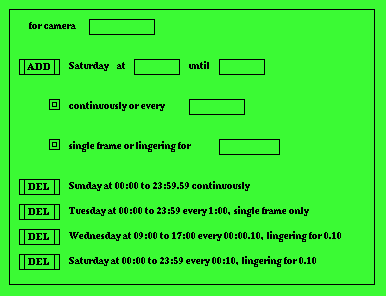 for camera
ADD Saturday at until
continuously or every
single frame or lingering for
DEL Sunday at 00:00 to 23:59.59 continuously
DEL Tuesday at 00:00 to 23:59 every 1:00, single frame only
DEL Wednesday at 09:00 to 17:00 every 00:00.10, lingering for 0.10
DEL Saturday at 00:00 to 23:59 every 00:10, lingering for 0.10